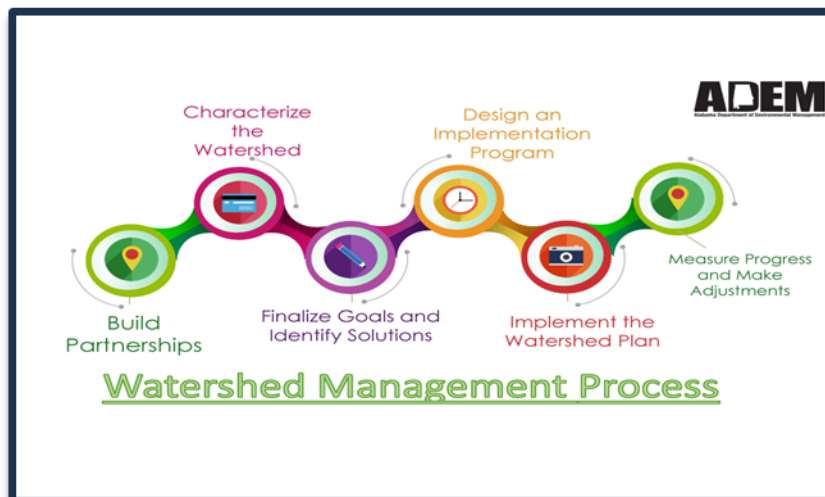 Characterize
the
Watershed
Design an
Implementation
Program
ADEM
Alabama Department of Environmental Management
Build
Partnerships
Finalize Goals and
Identify Solutions
Implement the
Watershed Plan
Measure Progress
and Make
Adjustments
Watershed Management Process